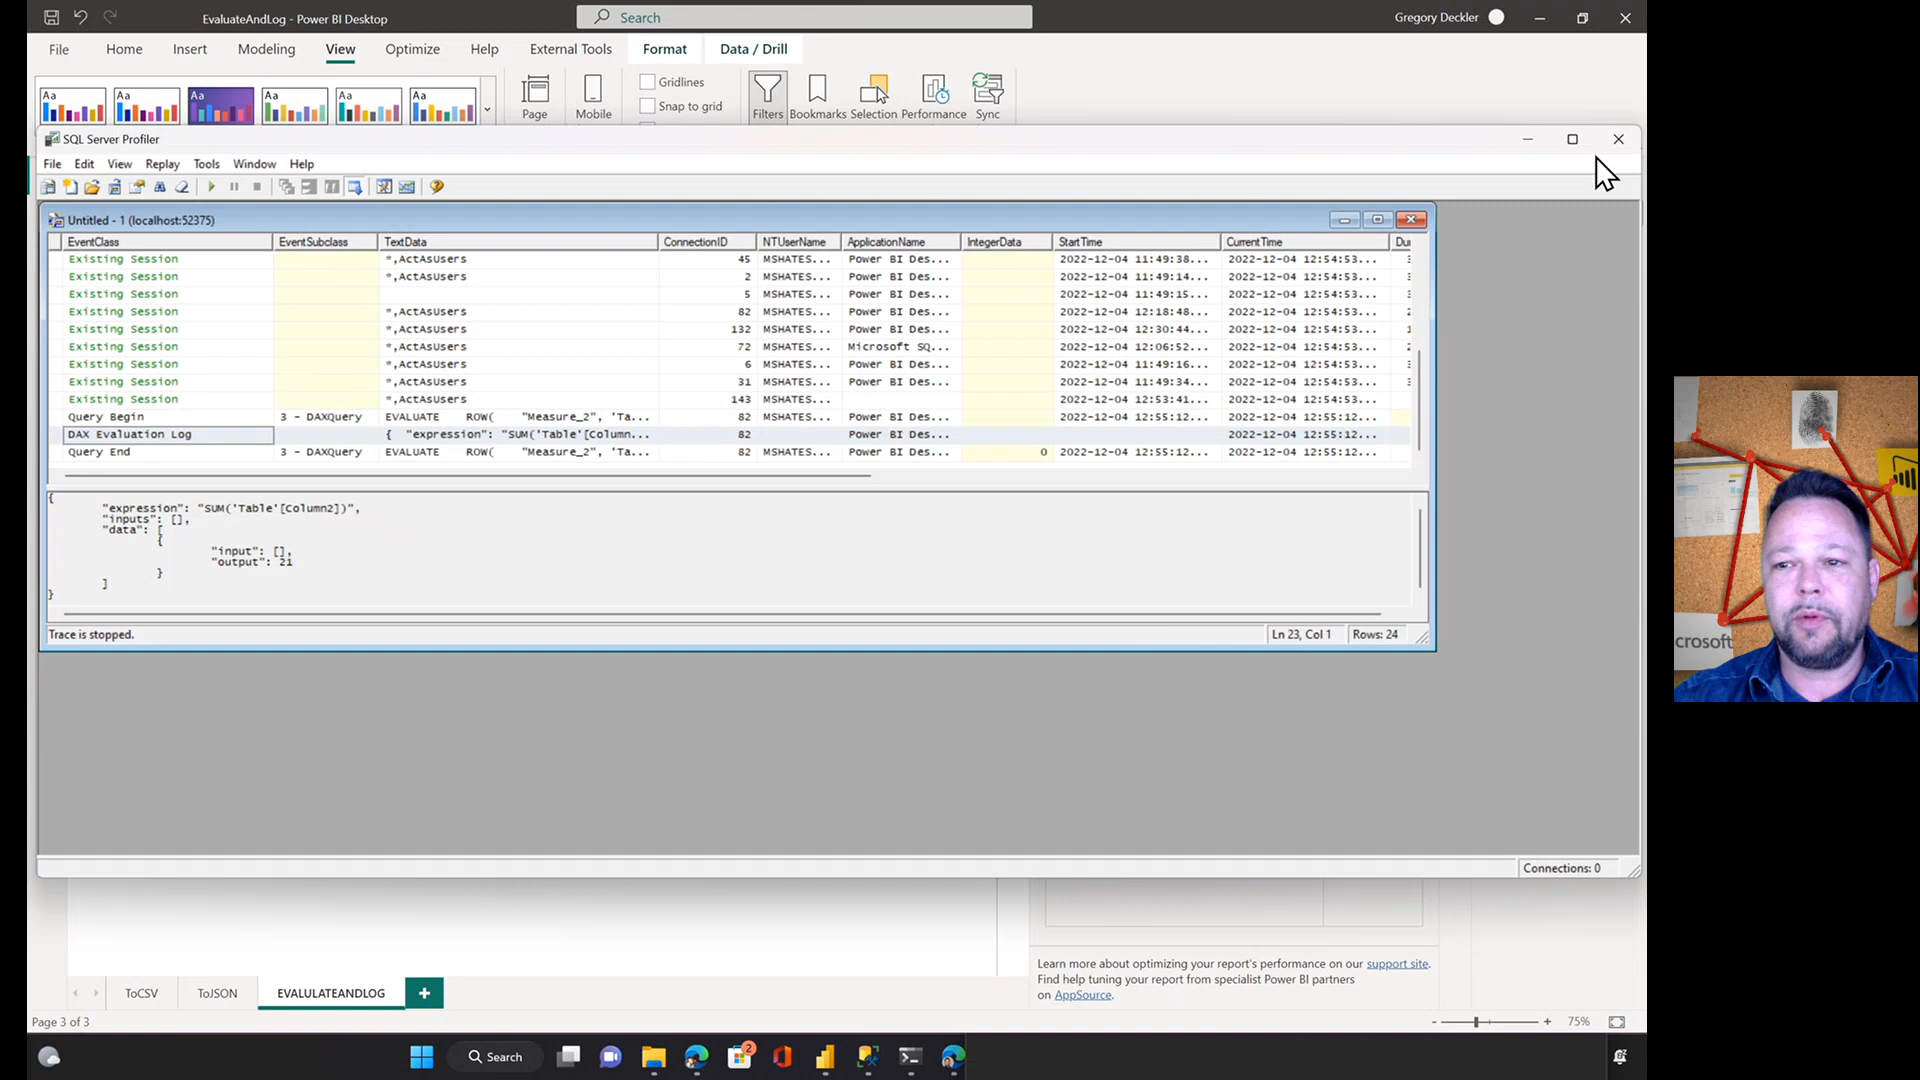 EvaluateAndLog - Power BI Desktop
Search
Gregory Deckler
File Home Insert Modeling View Optimize Help External Tools Format Data / Drill
Aa Aa Aa Aa Aa Aa
Gridlines
Snap to grid
Page Mobile Filters Bookmarks Selection Performance Sync
SQL Server Profiler
File Edit View Replay Tools Window Help
Untitled - 1 (localhost:52375)
EventClass EventSubclass TextData ConnectionID NTUserName ApplicationName IntegerData StartTime CurrentTime Du
Existing Session *,ActAsUsers 45 MSHATES... Power BI Des... 2022-12-04 11:49:38... 2022-12-04 12:54:53...
Existing Session *,ActAsUsers 2 MSHATES... Power BI Des... 2022-12-04 11:49:14... 2022-12-04 12:54:53...
Existing Session 5 MSHATES... Power BI Des... 2022-12-04 11:49:15... 2022-12-04 12:54:53...
Existing Session *,ActAsUsers 82 MSHATES... Power BI Des... 2022-12-04 12:18:48... 2022-12-04 12:54:53...
Existing Session *,ActAsUsers 132 MSHATES... Power BI Des... 2022-12-04 12:30:44... 2022-12-04 12:54:53...
Existing Session *,ActAsUsers 72 MSHATES... Microsoft SQ... 2022-12-04 12:06:52... 2022-12-04 12:54:53...
Existing Session *,ActAsUsers 6 MSHATES... Power BI Des... 2022-12-04 11:49:16... 2022-12-04 12:54:53...
Existing Session *,ActAsUsers 31 MSHATES... Power BI Des... 2022-12-04 11:49:34... 2022-12-04 12:54:53...
Existing Session *,ActAsUsers 143 MSHATES... 2022-12-04 12:53:41... 2022-12-04 12:54:53...
Query Begin 3 - DAXQuery EVALUATE ROW( "Measure_2", 'Ta... 82 MSHATES... Power BI Des... 2022-12-04 12:55:12... 2022-12-04 12:55:12...
DAX Evaluation Log { "expression": "SUM('Table'[Column... 82 Power BI Des... 2022-12-04 12:55:12...
Query End 3 - DAXQuery EVALUATE ROW( "Measure_2", 'Ta... 82 MSHATES... Power BI Des... 0 2022-12-04 12:55:12... 2022-12-04 12:55:12...
{
"expression": "SUM('Table'[Column2])",
"inputs": [],
"data": [
{
"input": [],
"output": 21
}
]
}
Trace is stopped.
Ln 23, Col 1 Rows: 24
Connections: 0
crosoft
Learn more about optimizing your report's performance on our support site.
Find help tuning your report from specialist Power BI partners
on AppSource.
ToCSV ToJSON EVALULATEANDLOG +
Page 3 of 3
- + 75%
Search
2